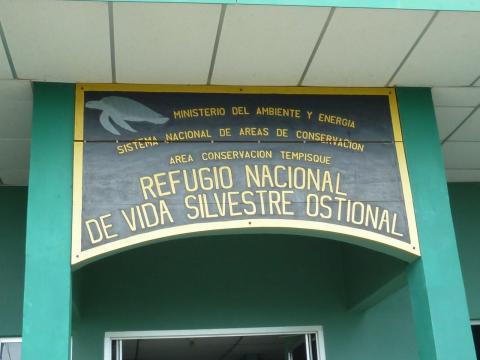 MINISTERIO DEL AMBIENTE Y ENERGIA
SISTEMA NACIONAL DE AREAS DE CONSERVACION
AREA CONSERVACION TEMPISQUE
REFUGIO NACIONAL
DE VIDA SILVESTRE OSTIONAL